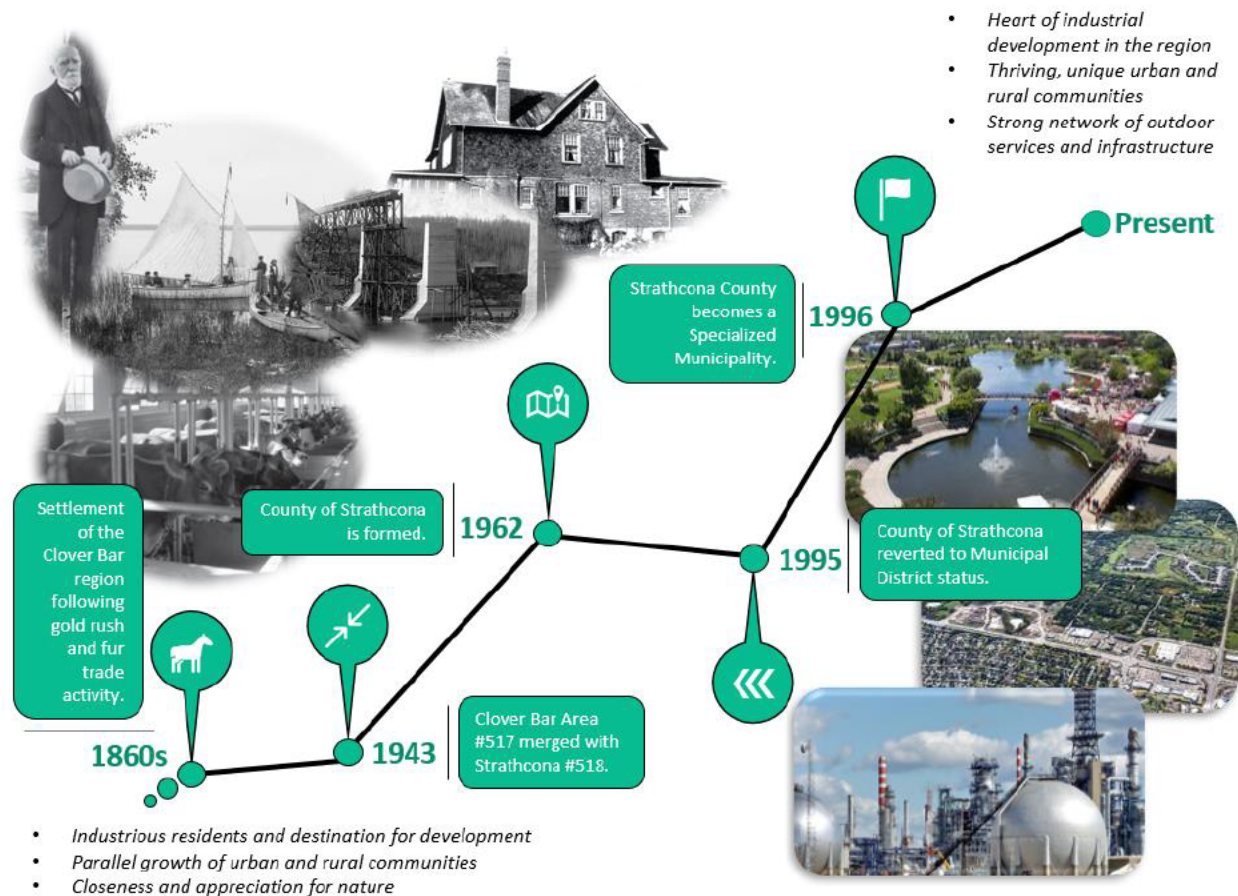 • Heart of industrial
development in the region
• Thriving, unique urban and
rural communities
• Strong network of outdoor
services and infrastructure
Present
Strathcona County
becomes a
Specialized
Municipality.
1996
County of Strathcona
is formed.
1962
1995
County of Strathcona
reverted to Municipal
District status.
Settlement
of the
Clover Bar
region
following
gold rush
and fur
trade
activity.
1860s
1943
Clover Bar Area
#517 merged with
Strathcona #518.
• Industrious residents and destination for development
• Parallel growth of urban and rural communities
• Closeness and appreciation for nature